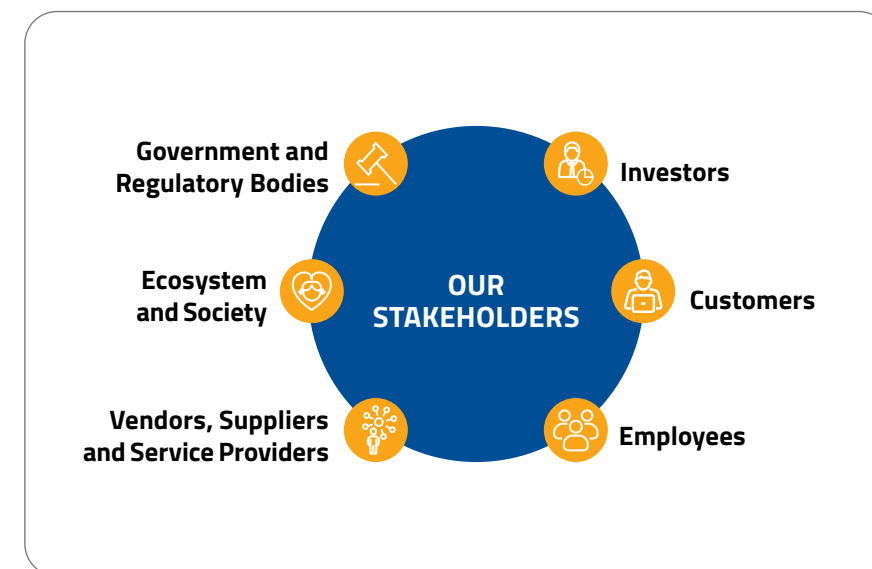 Government and
Regulatory Bodies
Investors
Ecosystem
and Society
OUR
STAKEHOLDERS
Customers
Vendors, Suppliers
and Service Providers
Employees